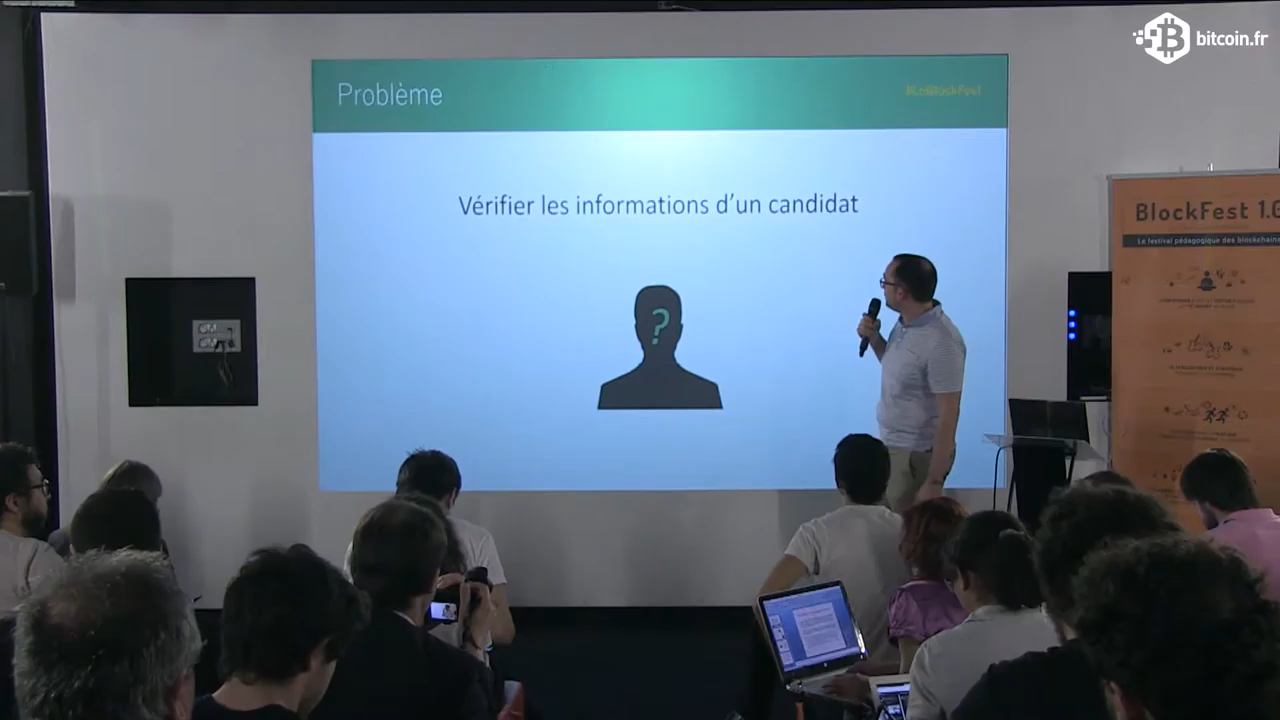 bitcoin.fr
Problème
#LeBlockFest
Vérifier les informations d’un candidat
?
BlockFest 1.0
Le festival pédagogique des blockchains